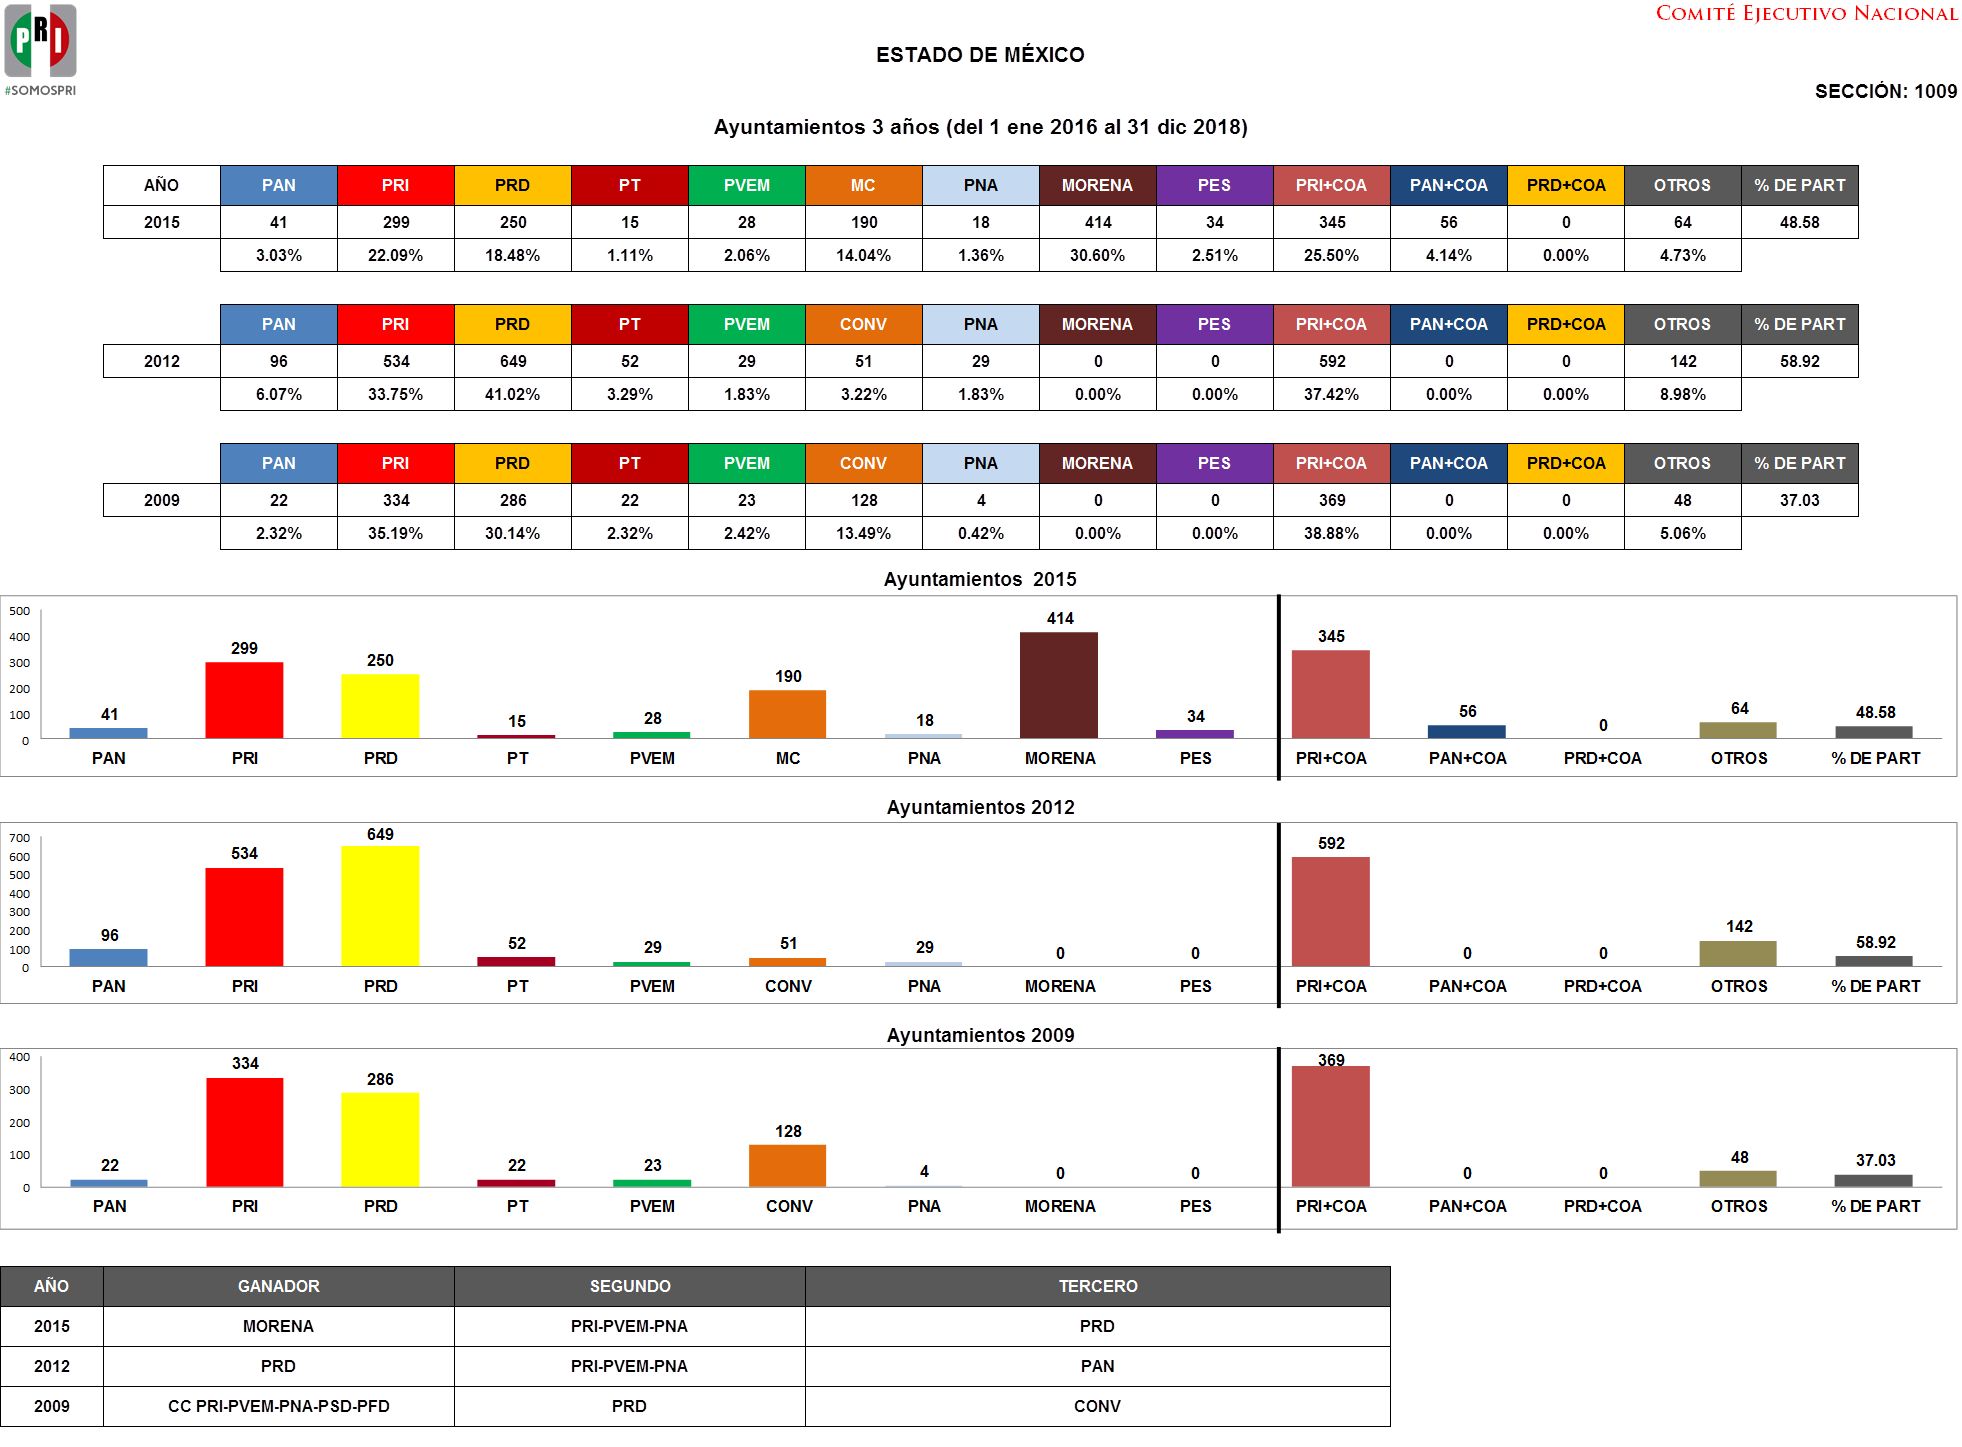 PRI
#SOMOSPRI
COMITÉ EJECUTIVO NACIONAL
ESTADO DE MÉXICO
SECCIÓN: 1009
Ayuntamientos 3 años (del 1 ene 2016 al 31 dic 2018)
AÑO PAN PRI PRD PT PVEM MC PNA MORENA PES PRI+COA PAN+COA PRD+COA OTROS % DE PART
2015 41 299 250 15 28 190 18 414 34 345 56 0 64 48.58
3.03% 22.09% 18.48% 1.11% 2.06% 14.04% 1.36% 30.60% 2.51% 25.50% 4.14% 0.00% 4.73%
PAN PRI PRD PT PVEM CONV PNA MORENA PES PRI+COA PAN+COA PRD+COA OTROS % DE PART
2012 96 534 649 52 29 51 29 0 0 592 0 0 142 58.92
6.07% 33.75% 41.02% 3.29% 1.83% 3.22% 1.83% 0.00% 0.00% 37.42% 0.00% 0.00% 8.98%
PAN PRI PRD PT PVEM CONV PNA MORENA PES PRI+COA PAN+COA PRD+COA OTROS % DE PART
2009 22 334 286 22 23 128 4 0 0 369 0 0 48 37.03
2.32% 35.19% 30.14% 2.32% 2.42% 13.49% 0.42% 0.00% 0.00% 38.88% 0.00% 0.00% 5.06%
Ayuntamientos 2015
500
400
300
200
100
0
41 299 250 15 28 190 18 414 34 345 56 0 64 48.58
PAN PRI PRD PT PVEM MC PNA MORENA PES PRI+COA PAN+COA PRD+COA OTROS % DE PART
Ayuntamientos 2012
700
600
500
400
300
200
100
0
96 534 649 52 29 51 29 0 0 592 0 0 142 58.92
PAN PRI PRD PT PVEM CONV PNA MORENA PES PRI+COA PAN+COA PRD+COA OTROS % DE PART
Ayuntamientos 2009
400
300
200
100
0
22 334 286 22 23 128 4 0 0 369 0 0 48 37.03
PAN PRI PRD PT PVEM CONV PNA MORENA PES PRI+COA PAN+COA PRD+COA OTROS % DE PART
AÑO GANADOR SEGUNDO TERCERO
2015 MORENA PRI-PVEM-PNA PRD
2012 PRD PRI-PVEM-PNA PAN
2009 CC PRI-PVEM-PNA-PSD-PFD PRD CONV